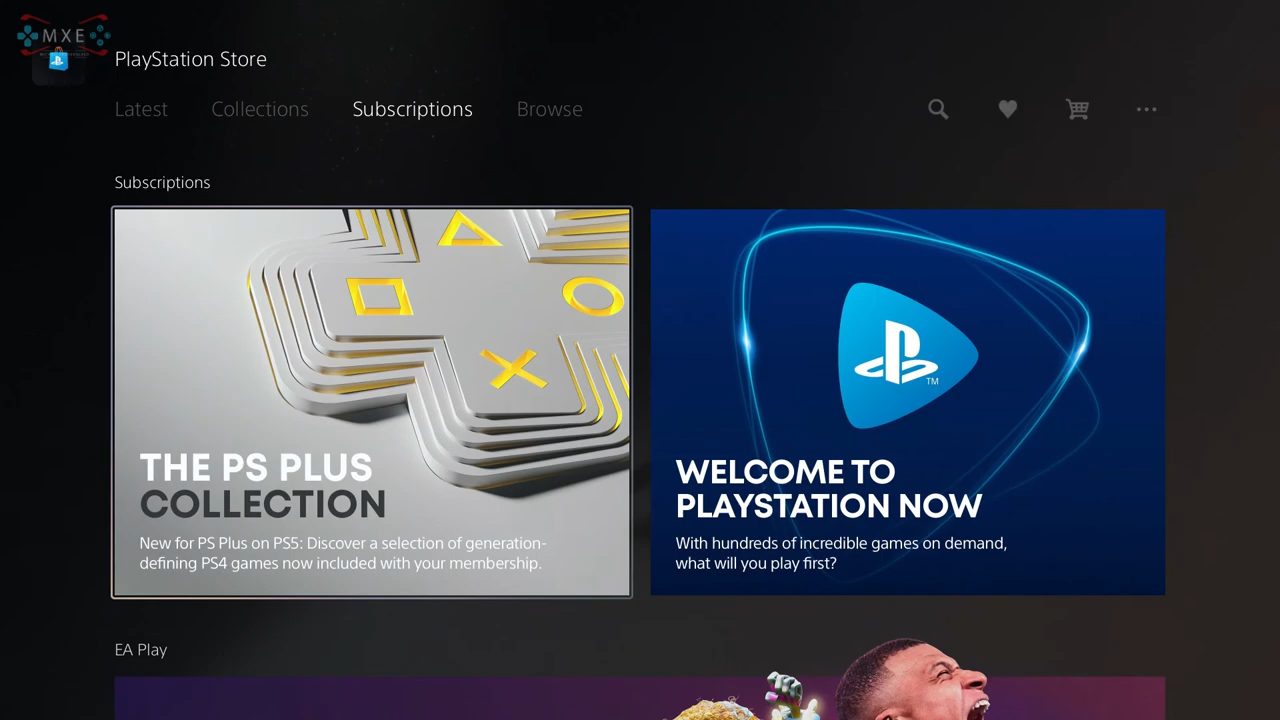 MXE
PlayStation Store
Latest Collections Subscriptions Browse
Subscriptions
THE PS PLUS
COLLECTION
New for PS Plus on PS5: Discover a selection of generation-
defining PS4 games now included with your membership.
TM
WELCOME TO
PLAYSTATION NOW
With hundreds of incredible games on demand,
what will you play first?
EA Play